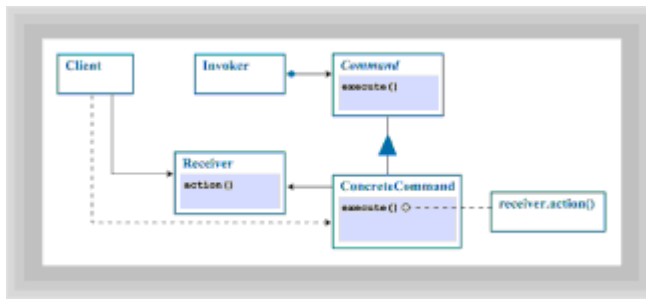 Client
Invoker
Command
execute()
Receiver
action()
ConcreteCommand
execute()
receiver.action()